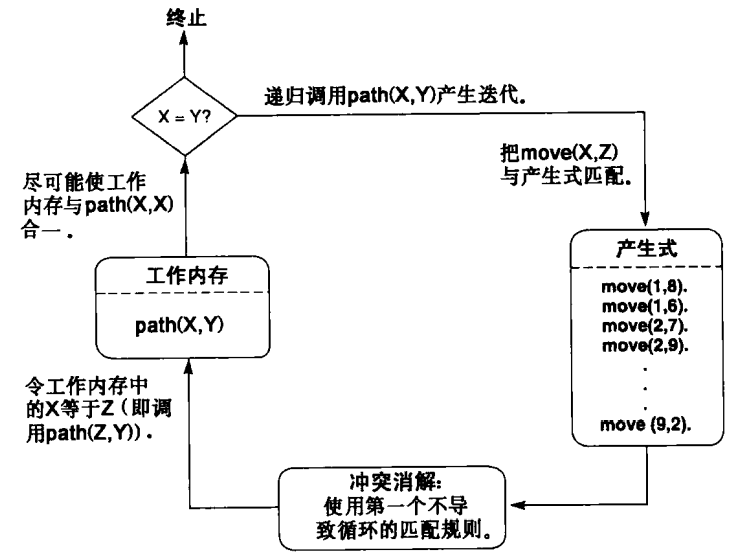 终止
X = Y?
递归调用path(X,Y)产生迭代。
把move(X,Z)
与产生式匹配。
尽可能使工作
内存与path(X,X)
合一。
工作内存
path(X,Y)
产生式
move(1,8).
move(1,6).
move(2,7).
move(2,9).
.
.
.
move (9,2).
令工作内存中
的X等于Z（即调
用path(Z,Y)）.
冲突消解：
使用第一个不导
致循环的匹配规则。